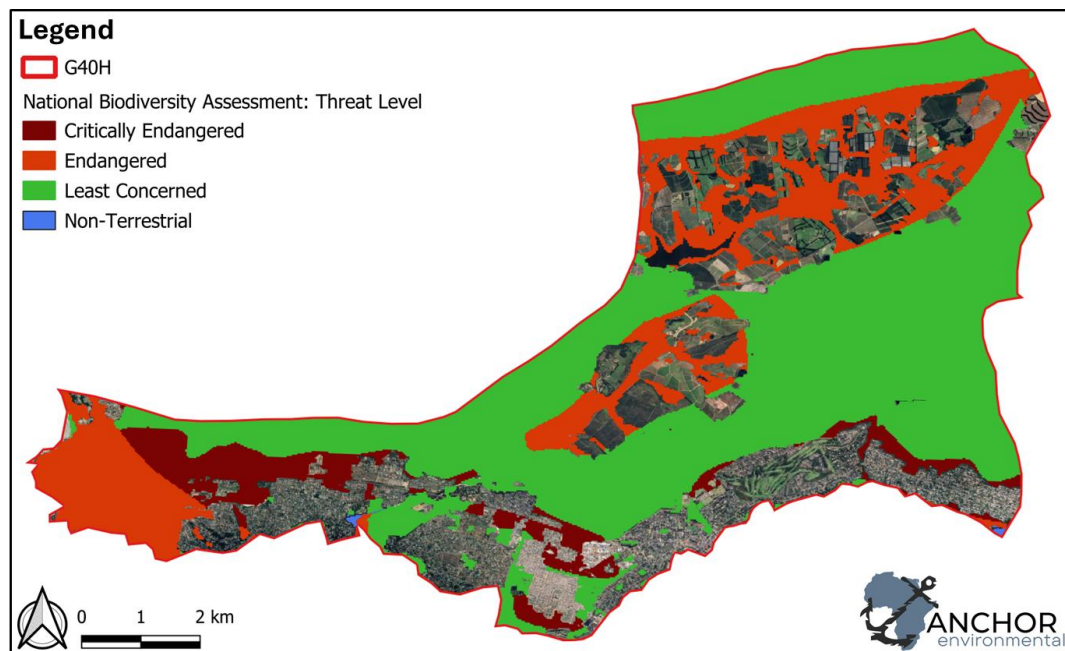 Legend
G40H
National Biodiversity Assessment: Threat Level
Critically Endangered
Endangered
Least Concerned
Non-Terrestrial
0 1 2 km
ANCHOR
environmental